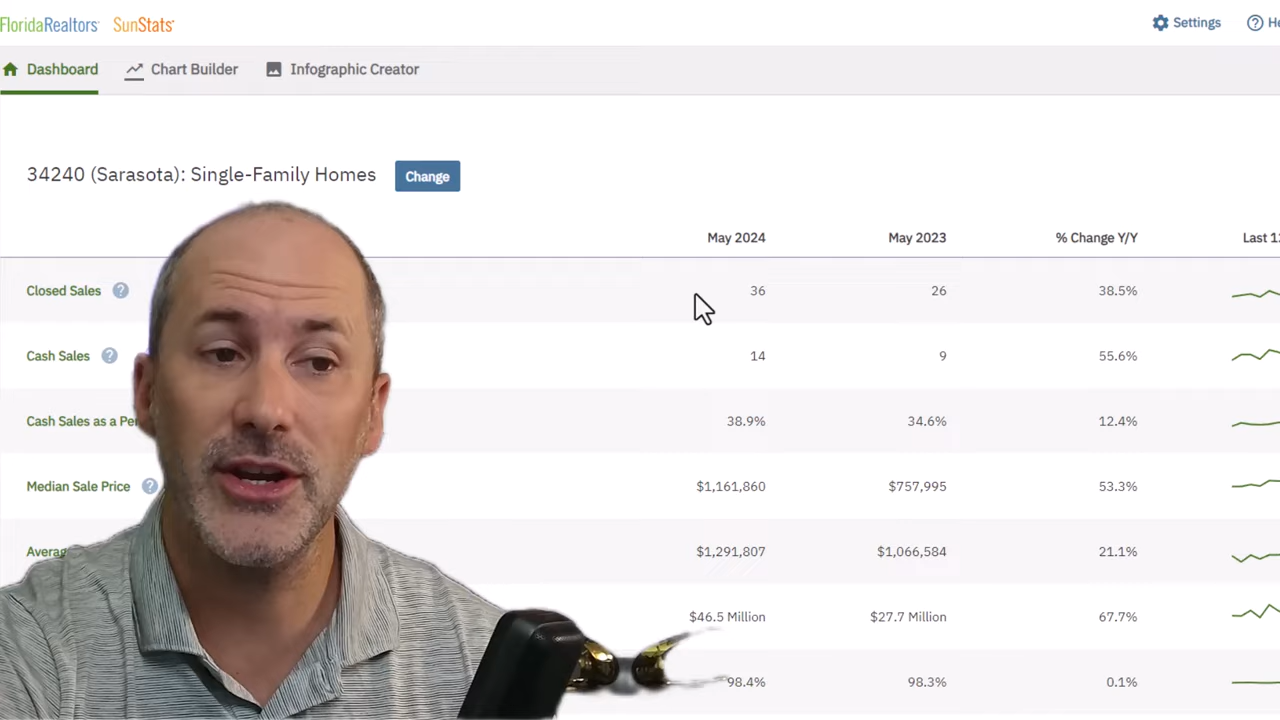 FloridaRealtors® SunStats® Settings
Dashboard Chart Builder Infographic Creator
34240 (Sarasota): Single-Family Homes Change
May 2024 May 2023 % Change Y/Y Last
Closed Sales ? 36 26 38.5%
Cash Sales ? 14 9 55.6%
Cash Sales as a 38.9% 34.6% 12.4%
Median Sale Price ? $1,161,860 $757,995 53.3%
$1,291,807 $1,066,584 21.1%
$46.5 Million $27.7 Million 67.7%
98.4% 98.3% 0.1%